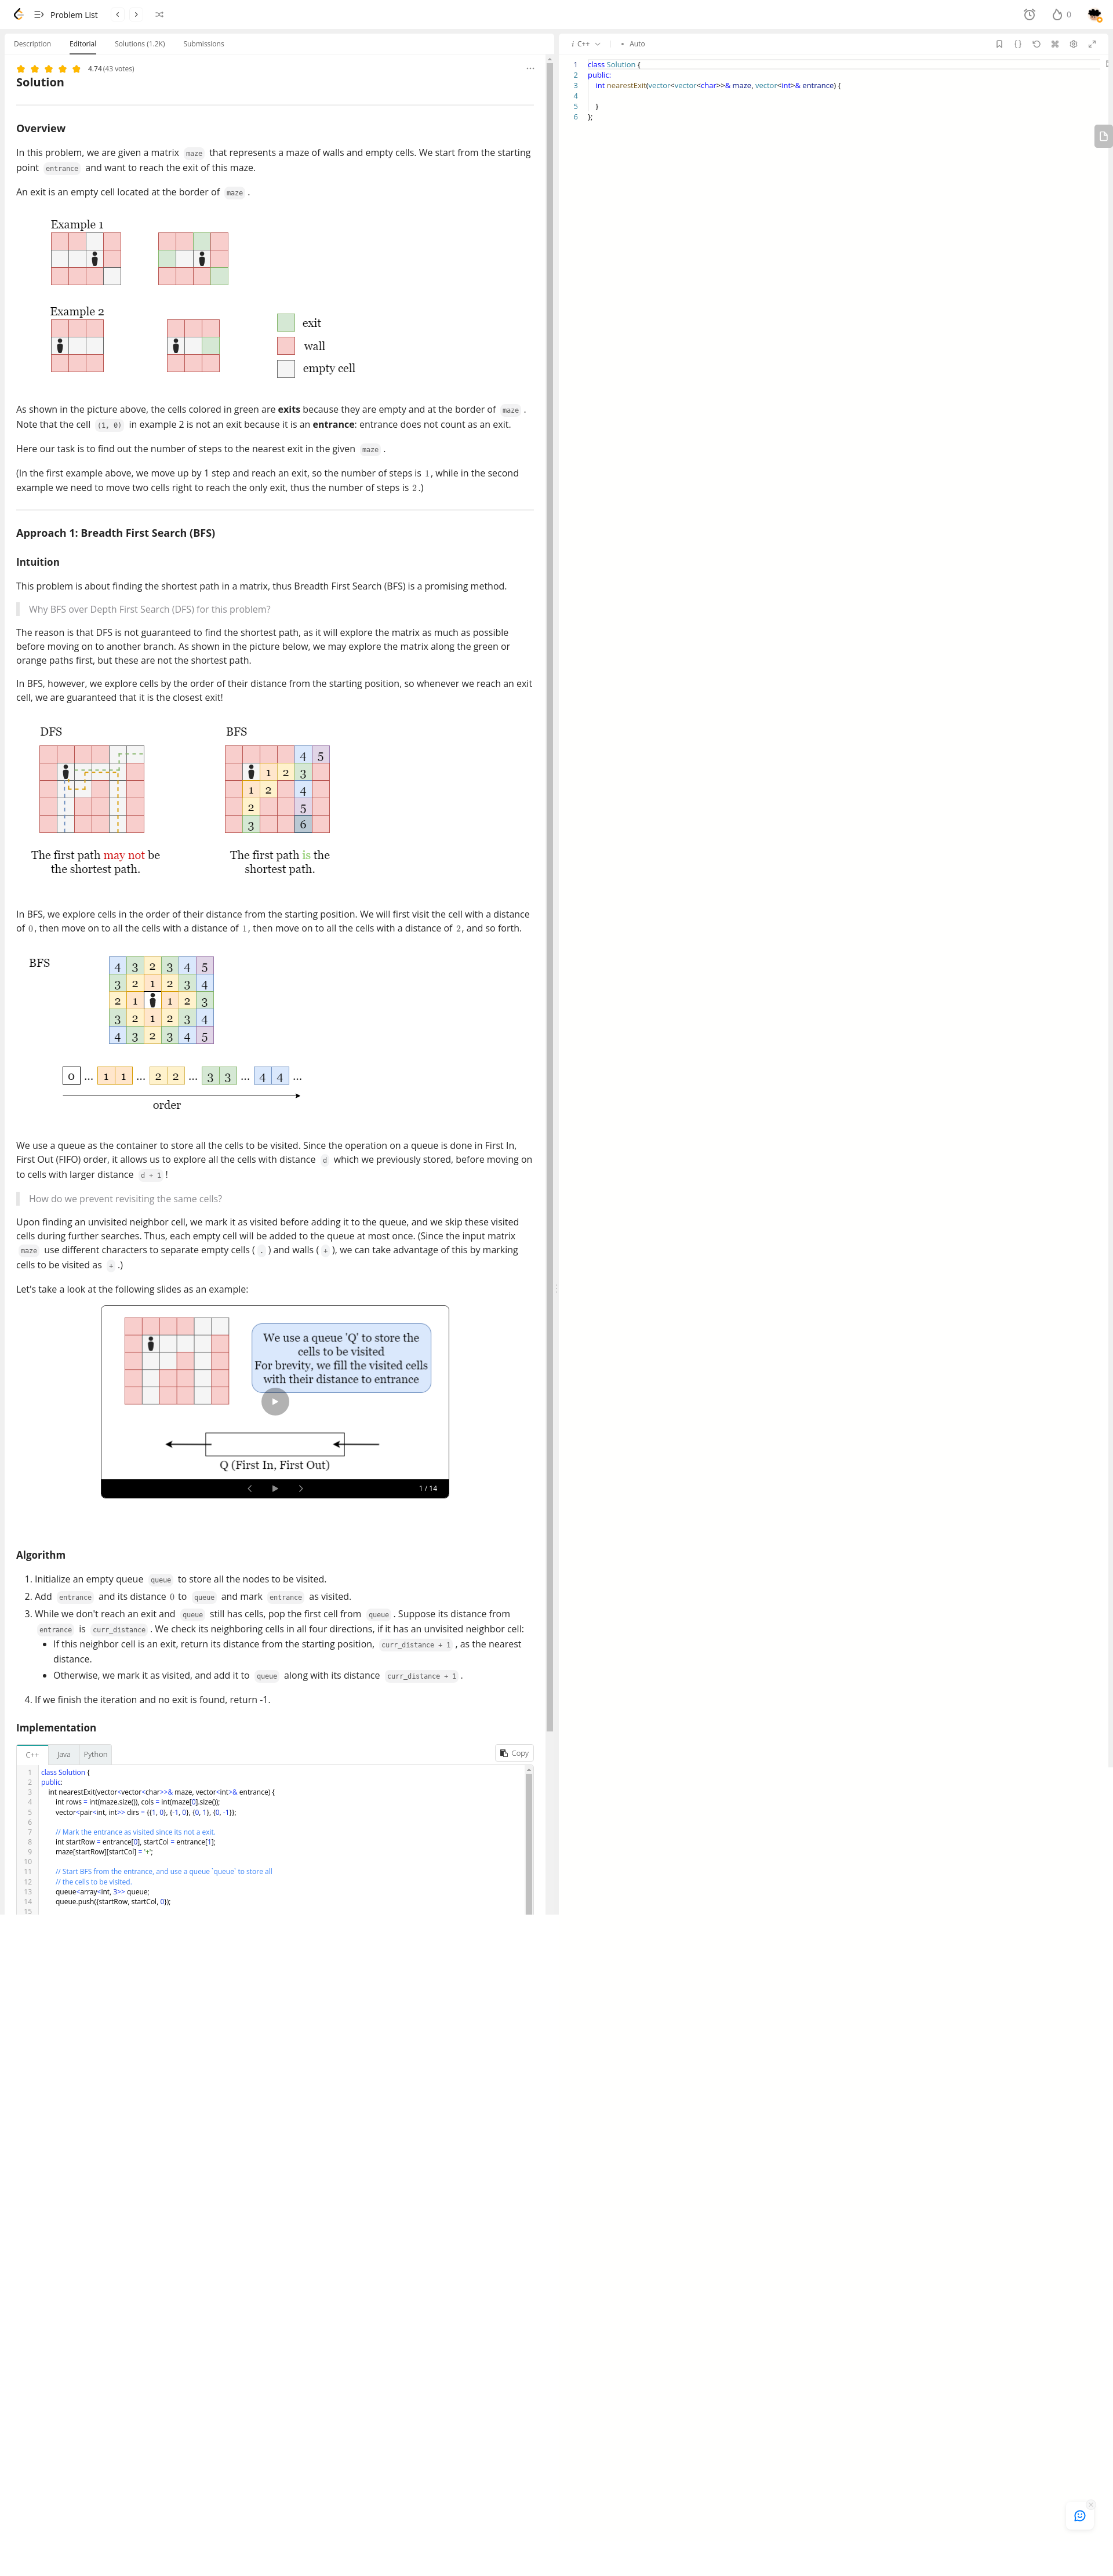 Problem List
0
Description Editorial Solutions (1.2K) Submissions
4.74 (43 votes)
Solution
Overview
In this problem, we are given a matrix maze that represents a maze of walls and empty cells. We start from the starting
point entrance and want to reach the exit of this maze.
An exit is an empty cell located at the border of maze .
Example 1
Example 2
exit
wall
empty cell
As shown in the picture above, the cells colored in green are exits because they are empty and at the border of maze .
Note that the cell (1, 0) in example 2 is not an exit because it is an entrance: entrance does not count as an exit.
Here our task is to find out the number of steps to the nearest exit in the given maze .
(In the first example above, we move up by 1 step and reach an exit, so the number of steps is 1, while in the second
example we need to move two cells right to reach the only exit, thus the number of steps is 2.)
Approach 1: Breadth First Search (BFS)
Intuition
This problem is about finding the shortest path in a matrix, thus Breadth First Search (BFS) is a promising method.
Why BFS over Depth First Search (DFS) for this problem?
The reason is that DFS is not guaranteed to find the shortest path, as it will explore the matrix as much as possible
before moving on to another branch. As shown in the picture below, we may explore the matrix along the green or
orange paths first, but these are not the shortest path.
In BFS, however, we explore cells by the order of their distance from the starting position, so whenever we reach an exit
cell, we are guaranteed that it is the closest exit!
DFS BFS
4 5
1 2 3
1 2 4
2 5
3 6
The first path may not be
the shortest path.
The first path is the
shortest path.
In BFS, we explore cells in the order of their distance from the starting position. We will first visit the cell with a distance
of 0, then move on to all the cells with a distance of 1, then move on to all the cells with a distance of 2, and so forth.
BFS
4 3 2 3 4 5
3 2 1 2 3 4
2 1 1 2 3
3 2 1 2 3 4
4 3 2 3 4 5
0 ... 1 1 ... 2 2 ... 3 3 ... 4 4 ...
order
We use a queue as the container to store all the cells to be visited. Since the operation on a queue is done in First In,
First Out (FIFO) order, it allows us to explore all the cells with distance d which we previously stored, before moving on
to cells with larger distance d + 1 !
How do we prevent revisiting the same cells?
Upon finding an unvisited neighbor cell, we mark it as visited before adding it to the queue, and we skip these visited
cells during further searches. Thus, each empty cell will be added to the queue at most once. (Since the input matrix
maze use different characters to separate empty cells ( . ) and walls ( + ), we can take advantage of this by marking
cells to be visited as + .)
Let's take a look at the following slides as an example:
We use a queue 'Q' to store the
cells to be visited
For brevity, we fill the visited cells
with their distance to entrance
Q (First In, First Out)
1 / 14
Algorithm
1. Initialize an empty queue queue to store all the nodes to be visited.
2. Add entrance and its distance 0 to queue and mark entrance as visited.
3. While we don't reach an exit and queue still has cells, pop the first cell from queue . Suppose its distance from
entrance is curr_distance . We check its neighboring cells in all four directions, if it has an unvisited neighbor cell:
• If this neighbor cell is an exit, return its distance from the starting position, curr_distance + 1 , as the nearest
distance.
• Otherwise, we mark it as visited, and add it to queue along with its distance curr_distance + 1 .
4. If we finish the iteration and no exit is found, return -1.
Implementation
C++ Java Python Copy
1 class Solution {
2 public:
3 int nearestExit(vector<vector<char>>& maze, vector<int>& entrance) {
4 int rows = int(maze.size()), cols = int(maze[0].size());
5 vector<pair<int, int>> dirs = {{1, 0}, {-1, 0}, {0, 1}, {0, -1}};
6
7 // Mark the entrance as visited since its not a exit.
8 int startRow = entrance[0], startCol = entrance[1];
9 maze[startRow][startCol] = '+';
10
11 // Start BFS from the entrance, and use a queue `queue` to store all
12 // the cells to be visited.
13 queue<array<int, 3>> queue;
14 queue.push({startRow, startCol, 0});
15
i C++ • Auto
1 class Solution {
2 public:
3 int nearestExit(vector<vector<char>>& maze, vector<int>& entrance) {
4
5 }
6 };